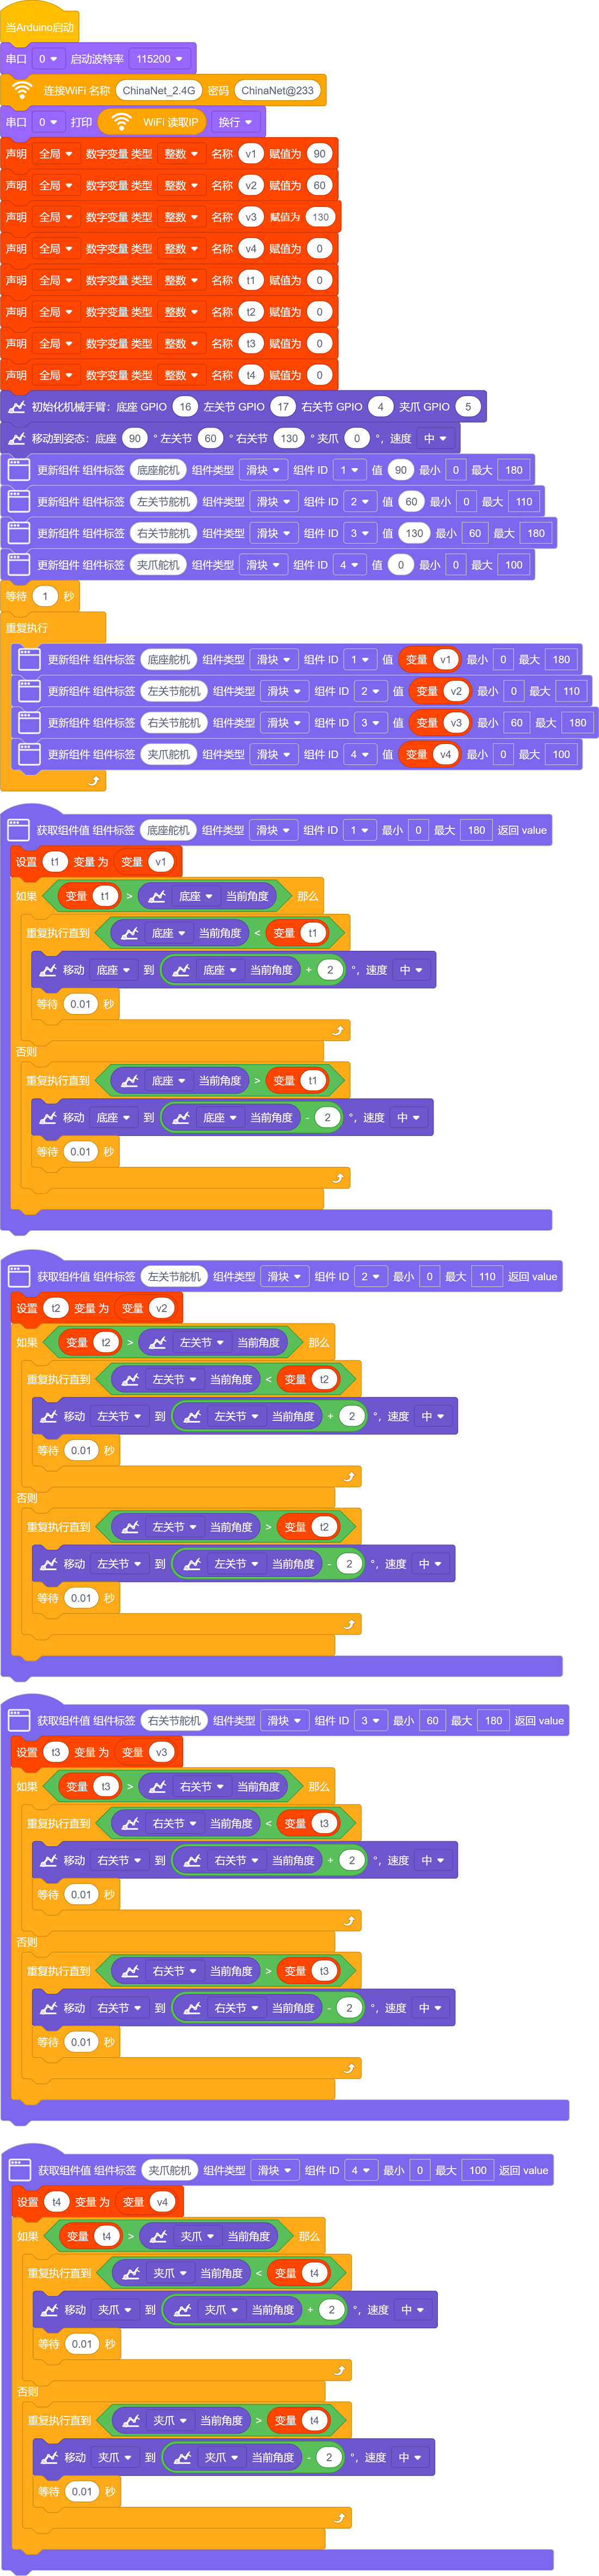 当Arduino启动
串口 0 启动波特率 115200
连接WiFi 名称 ChinaNet_2.4G 密码 ChinaNet@233
串口 0 打印 WiFi 读取IP 换行
声明 全局 数字变量 类型 整数 名称 v1 赋值为 90
声明 全局 数字变量 类型 整数 名称 v2 赋值为 60
声明 全局 数字变量 类型 整数 名称 v3 赋值为 130
声明 全局 数字变量 类型 整数 名称 v4 赋值为 0
声明 全局 数字变量 类型 整数 名称 t1 赋值为 0
声明 全局 数字变量 类型 整数 名称 t2 赋值为 0
声明 全局 数字变量 类型 整数 名称 t3 赋值为 0
声明 全局 数字变量 类型 整数 名称 t4 赋值为 0
初始化机械手臂：底座 GPIO 16 左关节 GPIO 17 右关节 GPIO 4 夹爪 GPIO 5
移动到姿态：底座 90 ° 左关节 60 ° 右关节 130 ° 夹爪 0 °，速度 中
更新组件 组件标签 底座舵机 组件类型 滑块 组件 ID 1 值 90 最小 0 最大 180
更新组件 组件标签 左关节舵机 组件类型 滑块 组件 ID 2 值 60 最小 0 最大 110
更新组件 组件标签 右关节舵机 组件类型 滑块 组件 ID 3 值 130 最小 60 最大 180
更新组件 组件标签 夹爪舵机 组件类型 滑块 组件 ID 4 值 0 最小 0 最大 100
等待 1 秒
重复执行
更新组件 组件标签 底座舵机 组件类型 滑块 组件 ID 1 值 变量 v1 最小 0 最大 180
更新组件 组件标签 左关节舵机 组件类型 滑块 组件 ID 2 值 变量 v2 最小 0 最大 110
更新组件 组件标签 右关节舵机 组件类型 滑块 组件 ID 3 值 变量 v3 最小 60 最大 180
更新组件 组件标签 夹爪舵机 组件类型 滑块 组件 ID 4 值 变量 v4 最小 0 最大 100
获取组件值 组件标签 底座舵机 组件类型 滑块 组件 ID 1 最小 0 最大 180 返回 value
设置 t1 变量 为 变量 v1
如果 变量 t1 > 底座 当前角度 那么
重复执行直到 底座 当前角度 < 变量 t1
移动 底座 到 底座 当前角度 + 2 °，速度 中
等待 0.01 秒
否则
重复执行直到 底座 当前角度 > 变量 t1
移动 底座 到 底座 当前角度 - 2 °，速度 中
等待 0.01 秒
获取组件值 组件标签 左关节舵机 组件类型 滑块 组件 ID 2 最小 0 最大 110 返回 value
设置 t2 变量 为 变量 v2
如果 变量 t2 > 左关节 当前角度 那么
重复执行直到 左关节 当前角度 < 变量 t2
移动 左关节 到 左关节 当前角度 + 2 °，速度 中
等待 0.01 秒
否则
重复执行直到 左关节 当前角度 > 变量 t2
移动 左关节 到 左关节 当前角度 - 2 °，速度 中
等待 0.01 秒
获取组件值 组件标签 右关节舵机 组件类型 滑块 组件 ID 3 最小 60 最大 180 返回 value
设置 t3 变量 为 变量 v3
如果 变量 t3 > 右关节 当前角度 那么
重复执行直到 右关节 当前角度 < 变量 t3
移动 右关节 到 右关节 当前角度 + 2 °，速度 中
等待 0.01 秒
否则
重复执行直到 右关节 当前角度 > 变量 t3
移动 右关节 到 右关节 当前角度 - 2 °，速度 中
等待 0.01 秒
获取组件值 组件标签 夹爪舵机 组件类型 滑块 组件 ID 4 最小 0 最大 100 返回 value
设置 t4 变量 为 变量 v4
如果 变量 t4 > 夹爪 当前角度 那么
重复执行直到 夹爪 当前角度 < 变量 t4
移动 夹爪 到 夹爪 当前角度 + 2 °，速度 中
等待 0.01 秒
否则
重复执行直到 夹爪 当前角度 > 变量 t4
移动 夹爪 到 夹爪 当前角度 - 2 °，速度 中
等待 0.01 秒